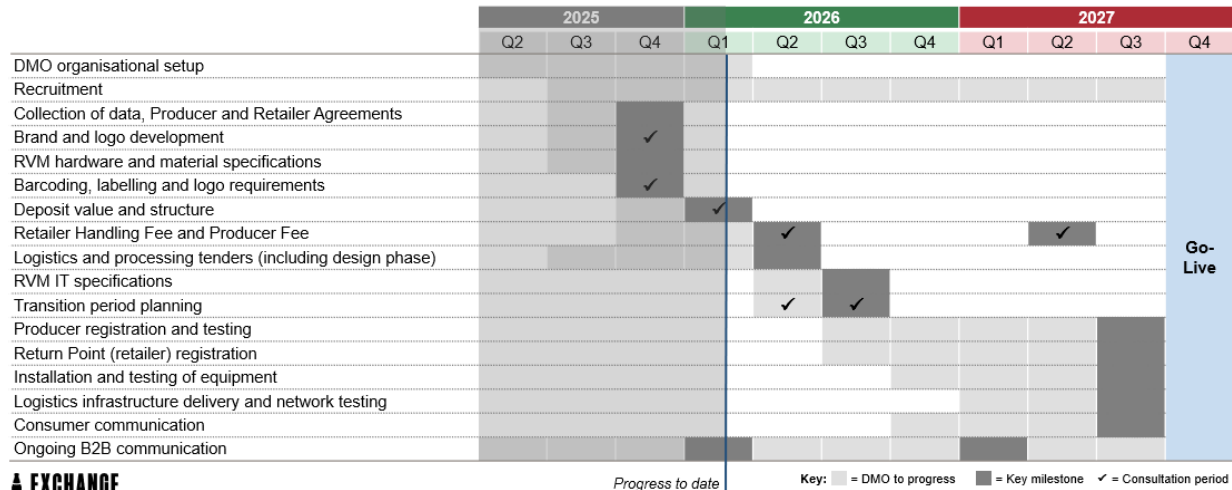 2025 2026 2027
Q2 Q3 Q4 Q1 Q2 Q3 Q4 Q1 Q2 Q3 Q4
DMO organisational setup
Recruitment
Collection of data, Producer and Retailer Agreements
Brand and logo development ✓
RVM hardware and material specifications
Barcoding, labelling and logo requirements ✓
Deposit value and structure ✓
Retailer Handling Fee and Producer Fee ✓ ✓
Logistics and processing tenders (including design phase)
Go-
Live
RVM IT specifications
Transition period planning ✓ ✓
Producer registration and testing
Return Point (retailer) registration
Installation and testing of equipment
Logistics infrastructure delivery and network testing
Consumer communication
Ongoing B2B communication
EXCHANGE
Progress to date
Key: = DMO to progress = Key milestone ✓ = Consultation period